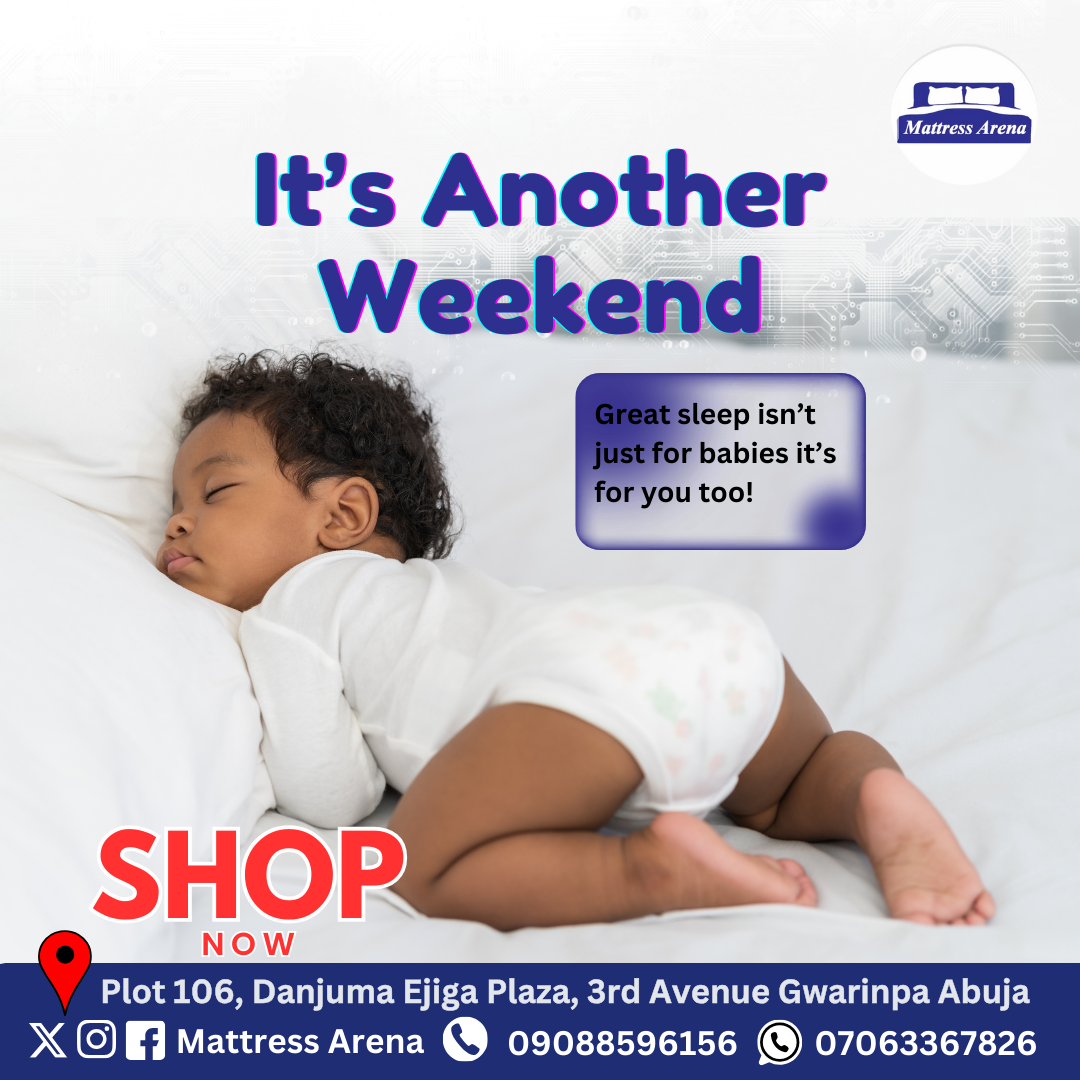 Mattress Arena
It's Another
Weekend
Great sleep isn't
just for babies it's
for you too!
SHOP
NOW
Plot 106, Danjuma Ejiga Plaza, 3rd Avenue Gwarinpa Abuja
Mattress Arena 09088596156 07063367826